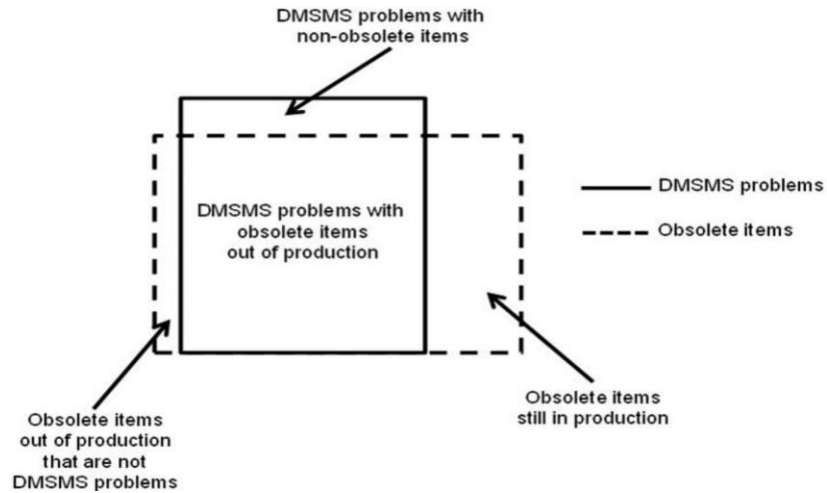 DMSMS problems with
non-obsolete items
DMSMS problems with
obsolete items
out of production
DMSMS problems
Obsolete items
Obsolete items
out of production
that are not
DMSMS problems
Obsolete items
still in production